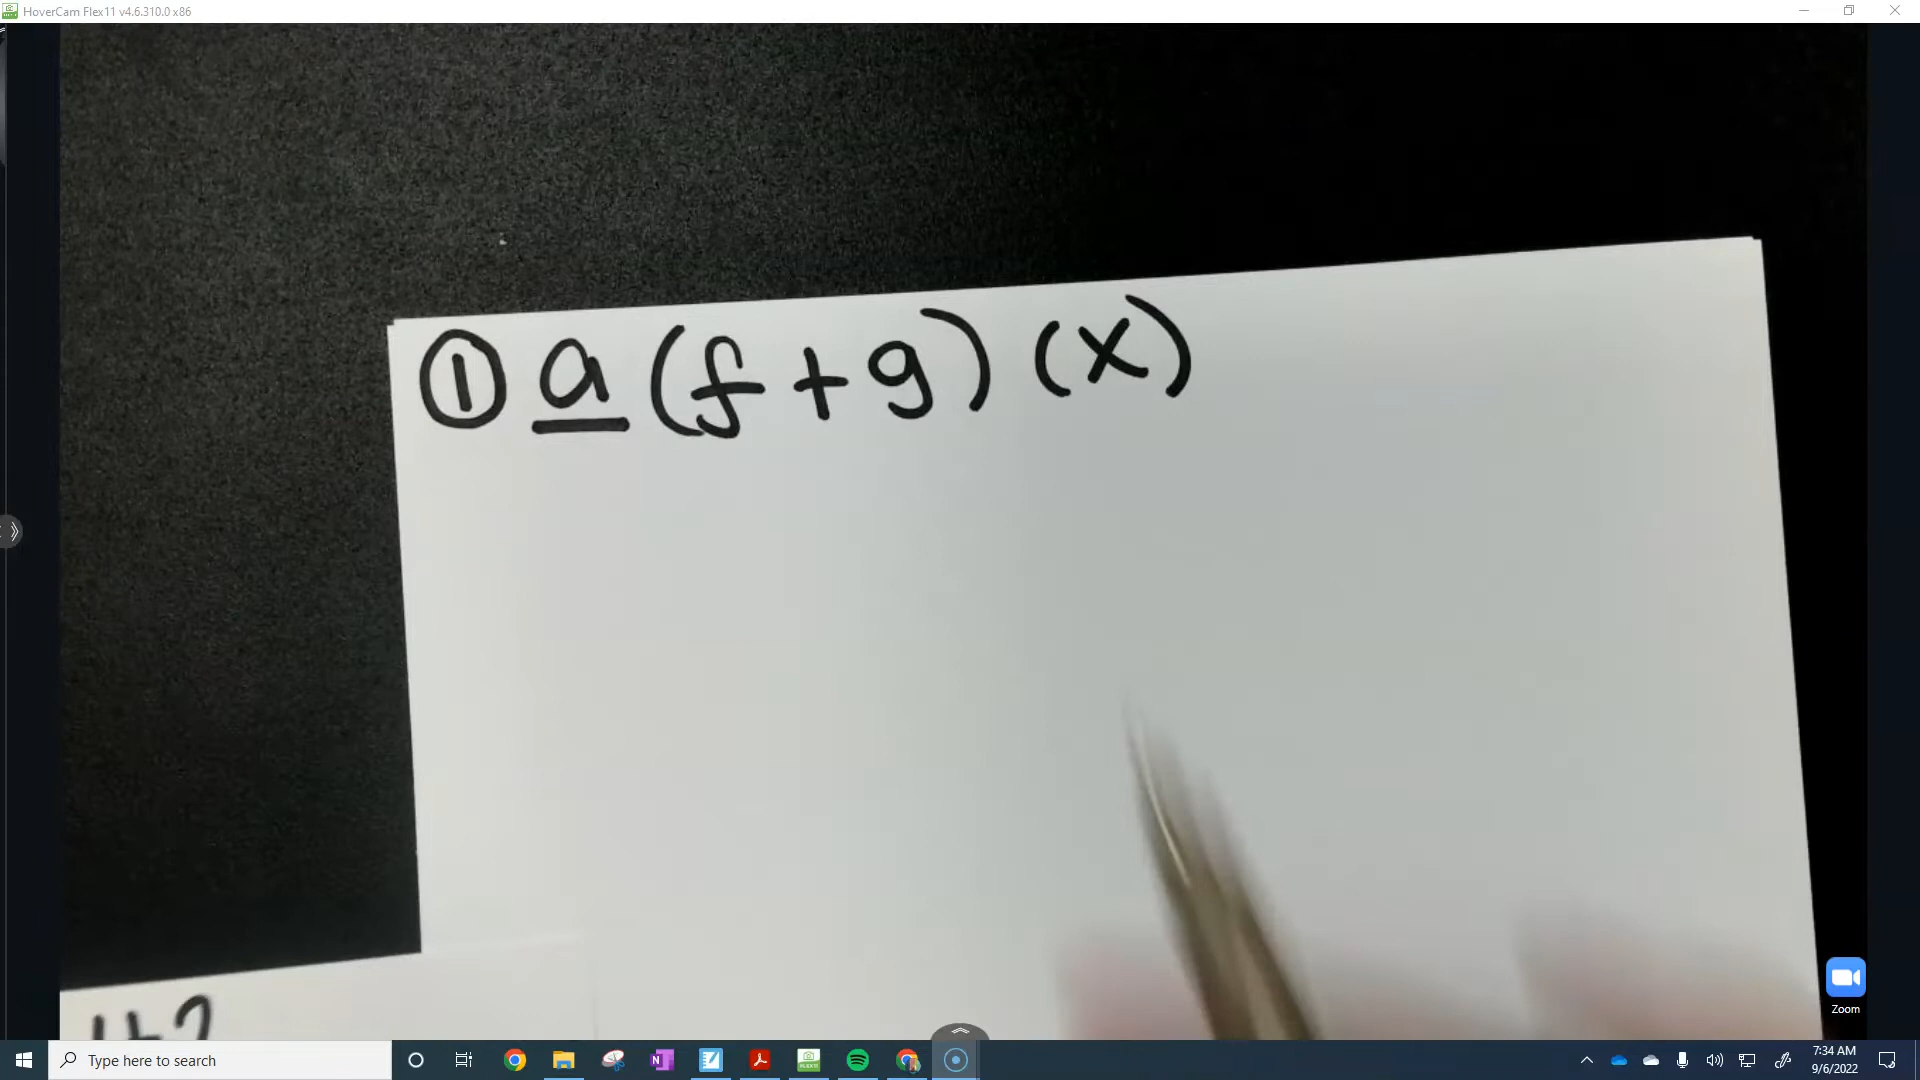 HoverCam Flex11 v4.6.310.0 x86
① a (f + g) (x)
Zoom
Type here to search
7:34 AM
9/6/2022